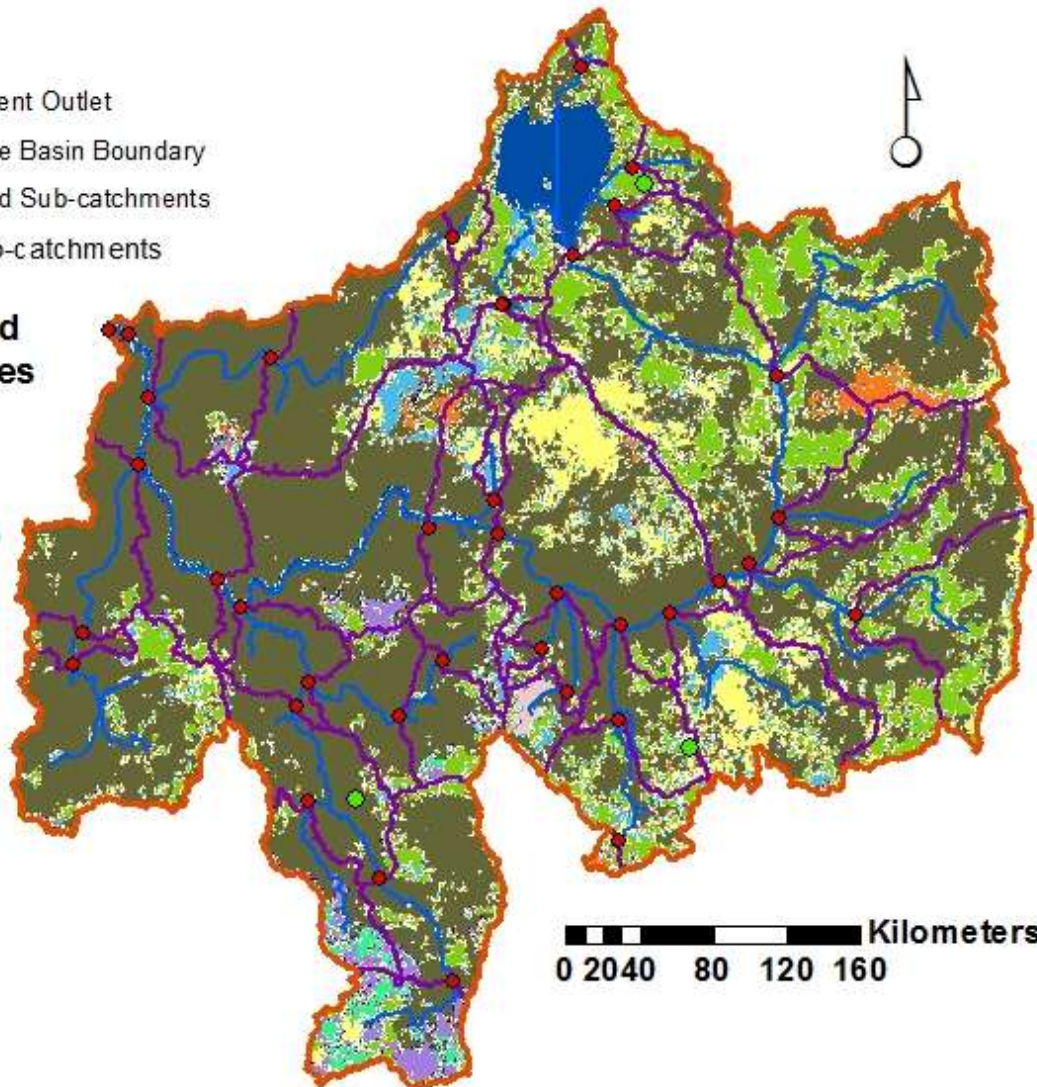 ent Outlet
e Basin Boundary
d Sub-catchments
-catchments
d
es
Kilometers
0 20 40 80 120 160